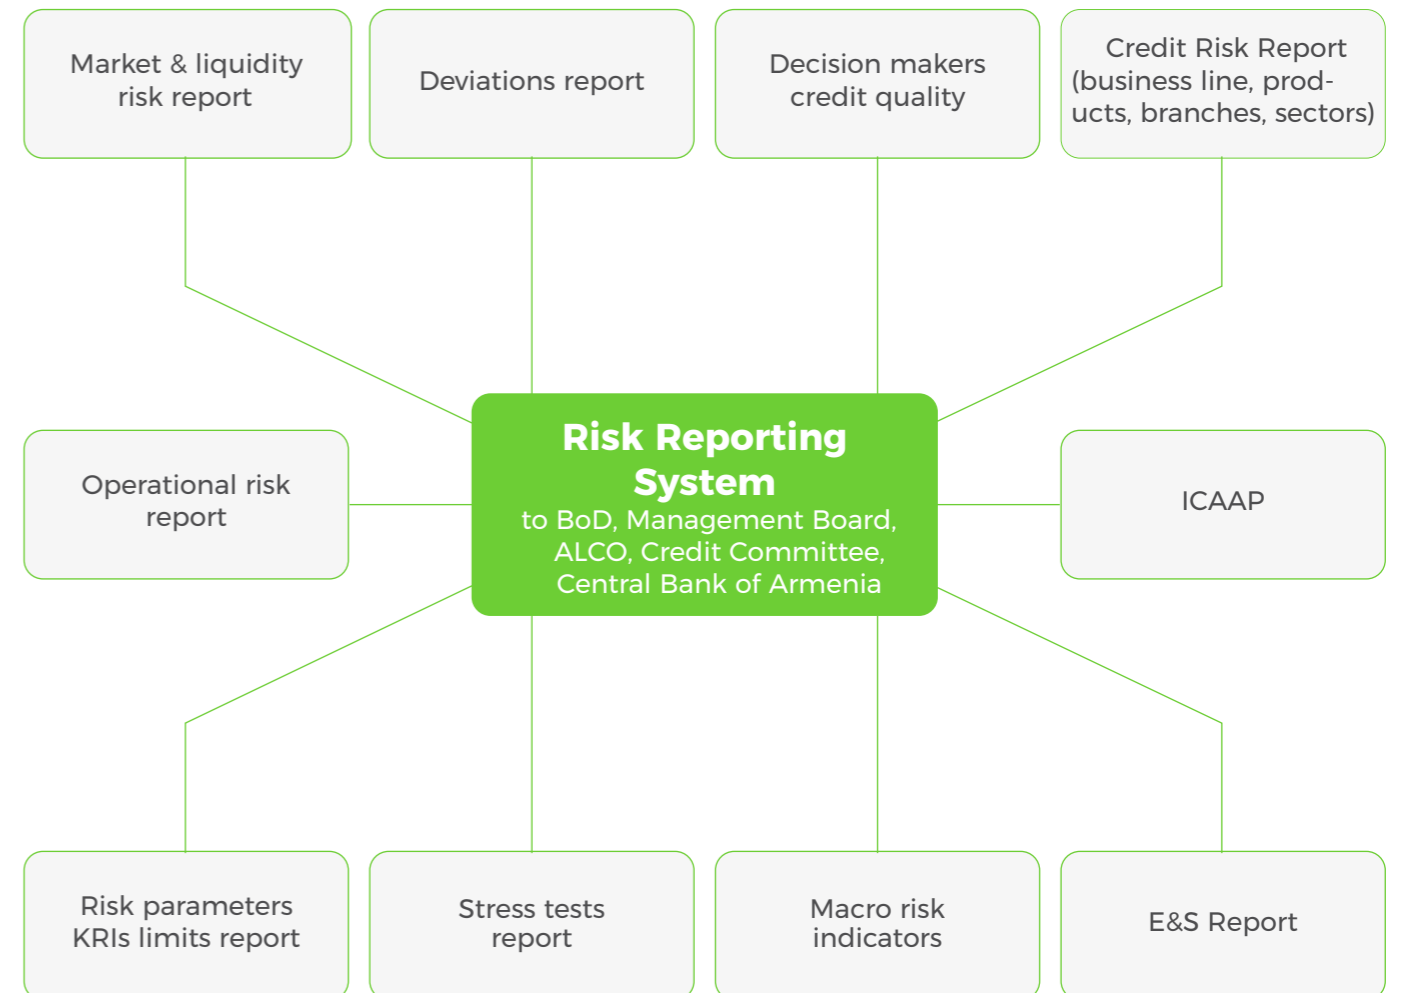 Market & liquidity
risk report
Deviations report
Decision makers
credit quality
Credit Risk Report
(business line, prod-
ucts, branches, sectors)
Operational risk
report
Risk Reporting
System
to BoD, Management Board,
ALCO, Credit Committee,
Central Bank of Armenia
ICAAP
Risk parameters
KRIs limits report
Stress tests
report
Macro risk
indicators
E&S Report